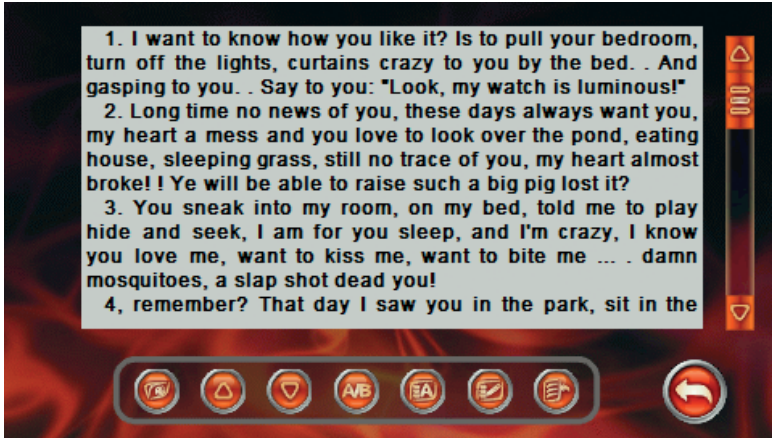 1. I want to know how you like it? Is to pull your bedroom,
turn off the lights, curtains crazy to you by the bed. . And
gasping to you. . Say to you: "Look, my watch is luminous!"
2. Long time no news of you, these days always want you,
my heart a mess and you love to look over the pond, eating
house, sleeping grass, still no trace of you, my heart almost
broke! ! Ye will be able to raise such a big pig lost it?
3. You sneak into my room, on my bed, told me to play
hide and seek, I am for you sleep, and I'm crazy, I know
you love me, want to kiss me, want to bite me ... . damn
mosquitoes, a slap shot dead you!
4, remember? That day I saw you in the park, sit in the
A/B
A